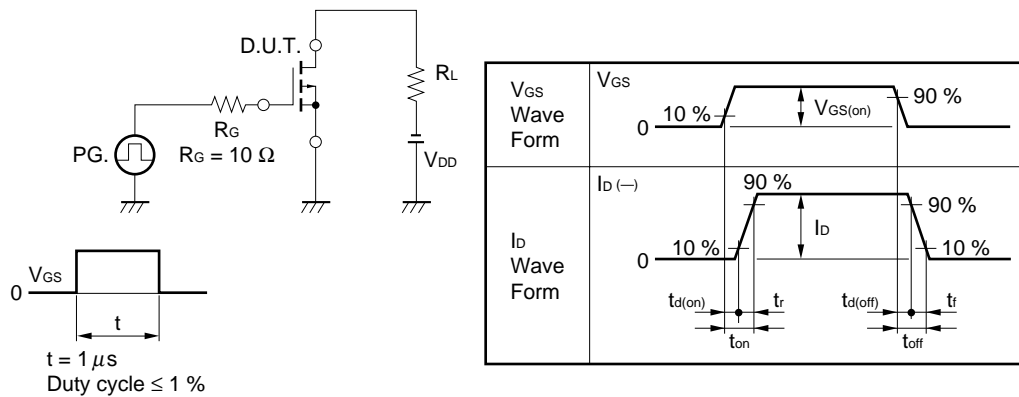 D.U.T.
RL
RG
RG = 10 Ω
PG.
VDD
VGS
0
t
t = 1 μs
Duty cycle ≤ 1 %
VGS
Wave
Form
VGS
10 %
0
VGS(on)
90 %
ID
Wave
Form
ID (—)
90 %
90 %
10 %
ID
10 %
0
td(on)
tr
td(off)
tf
ton
toff